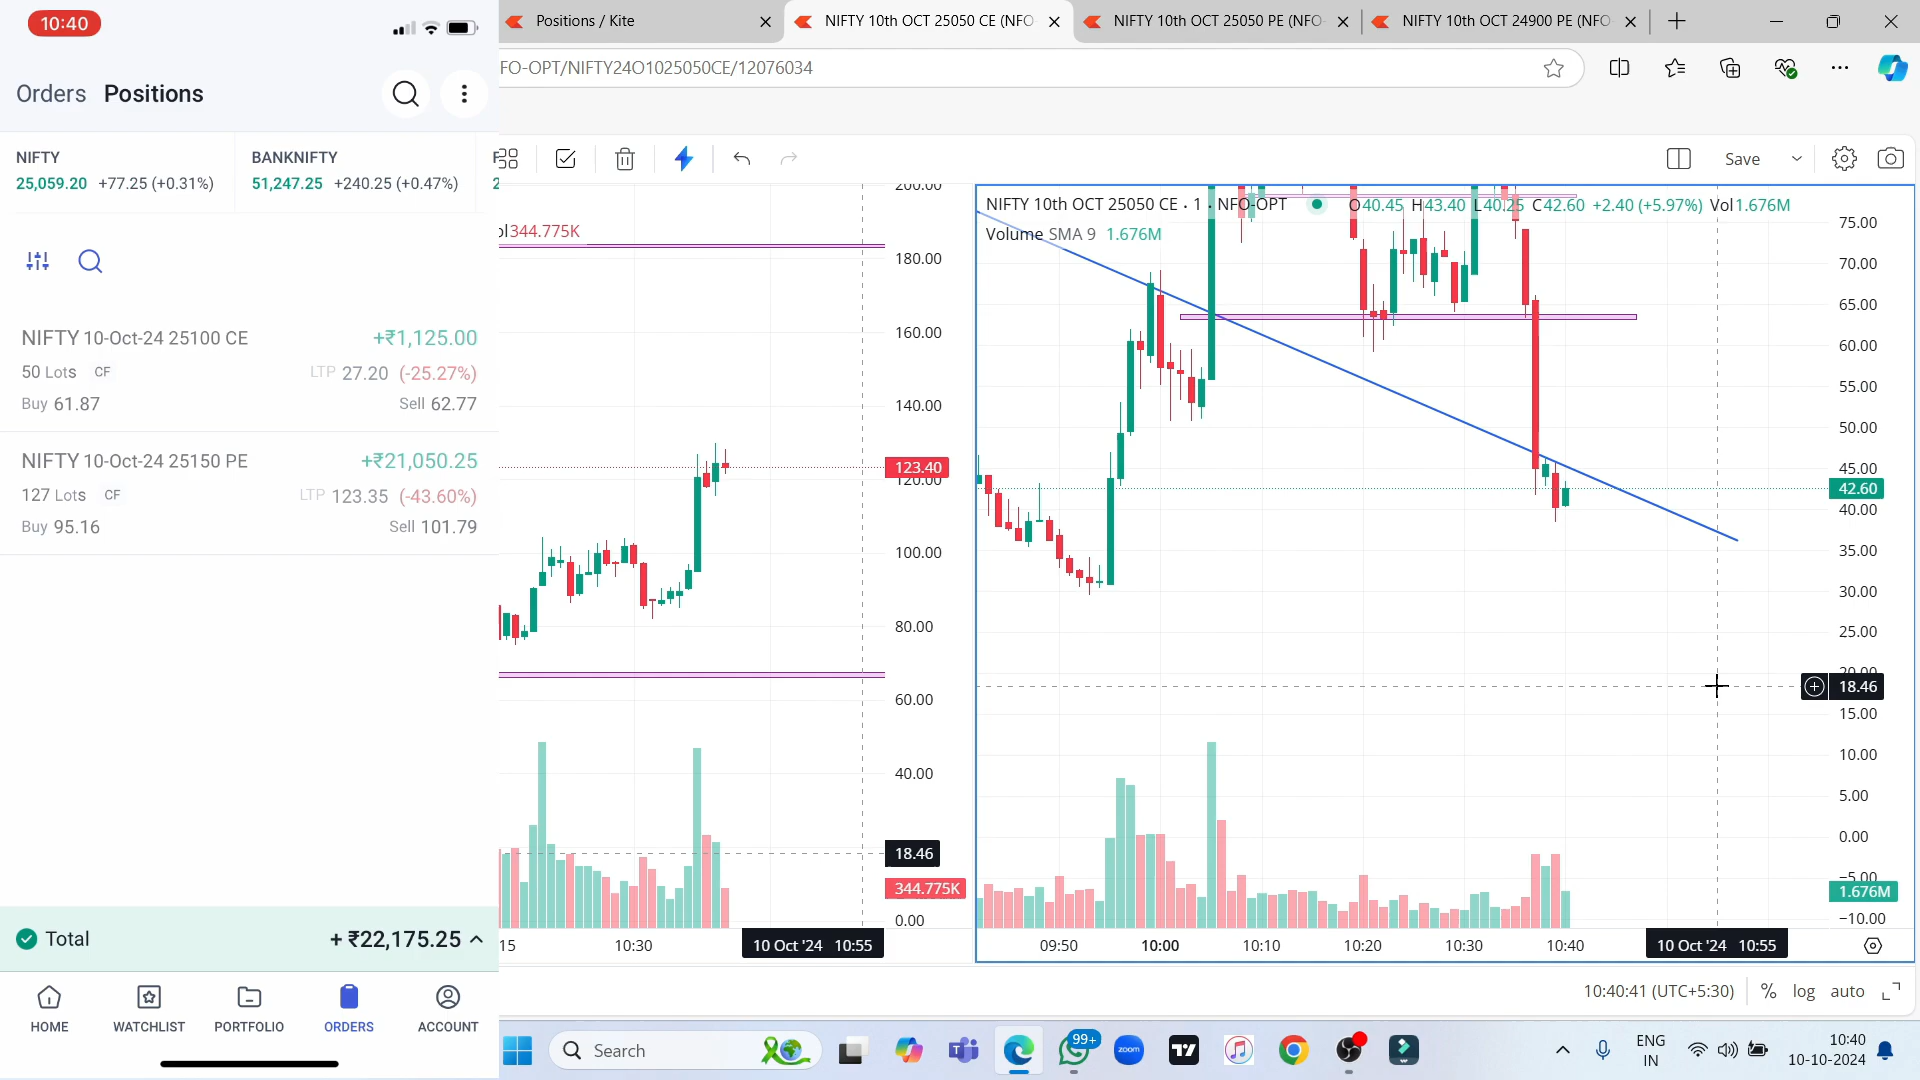 10:40
Orders Positions
NIFTY
25,059.20 +77.25 (+0.31%)
BANKNIFTY
51,247.25 +240.25 (+0.47%)
NIFTY 10-Oct-24 25100 CE +₹1,125.00
50 Lots CF LTP 27.20 (-25.27%)
Buy 61.87 Sell 62.77
NIFTY 10-Oct-24 25150 PE +₹21,050.25
127 Lots CF LTP 123.35 (-43.60%)
Buy 95.16 Sell 101.79
Total + ₹22,175.25
HOME WATCHLIST PORTFOLIO ORDERS ACCOUNT
Positions / Kite
NIFTY 10th OCT 25050 CE (NFO-
NIFTY 10th OCT 25050 PE (NFO-
NIFTY 10th OCT 24900 PE (NFO-
FO-OPT/NIFTY24O1025050CE/12076034
Save
ol344.775K
200.00
180.00
160.00
140.00
123.40
120.00
100.00
80.00
60.00
40.00
18.46
344.775K
0.00
15 10:30 10 Oct '24 10:55
NIFTY 10th OCT 25050 CE · 1 · NFO-OPT O40.45 H43.40 L40.25 C42.60 +2.40 (+5.97%) Vol1.676M
Volume SMA 9 1.676M
75.00
70.00
65.00
60.00
55.00
50.00
45.00
42.60
40.00
35.00
30.00
25.00
20.00
18.46
15.00
10.00
5.00
0.00
−5.00
1.676M
−10.00
09:50 10:00 10:10 10:20 10:30 10:40 10 Oct '24 10:55
10:40:41 (UTC+5:30) % log auto
Search
99+
zoom
ENG
IN
10:40
10-10-2024